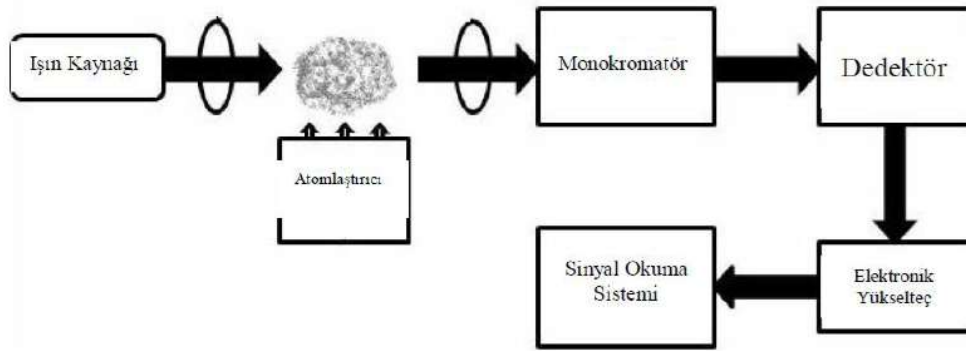 Işın Kaynağı
Atomlaştırıcı
Monokromatör
Dedektör
Elektronik
Yükselteç
Sinyal Okuma
Sistemi